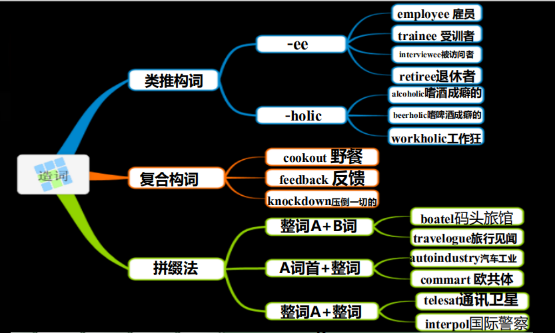 造词
类推构词
-ee
employee 雇员
trainee 受训者
interviewee被访问者
retiree退休者
-holic
alcoholic嗜酒成癖的
beerholic嗜啤酒成癖的
workholic工作狂
复合构词
cookout 野餐
feedback 反馈
knockdown压倒一切的
拼缀法
整词A+B词
boatel码头旅馆
travelogue旅行见闻
A词首+整词
autoindustry汽车工业
commart 欧共体
整词A+整词
telesat通讯卫星
interpol国际警察